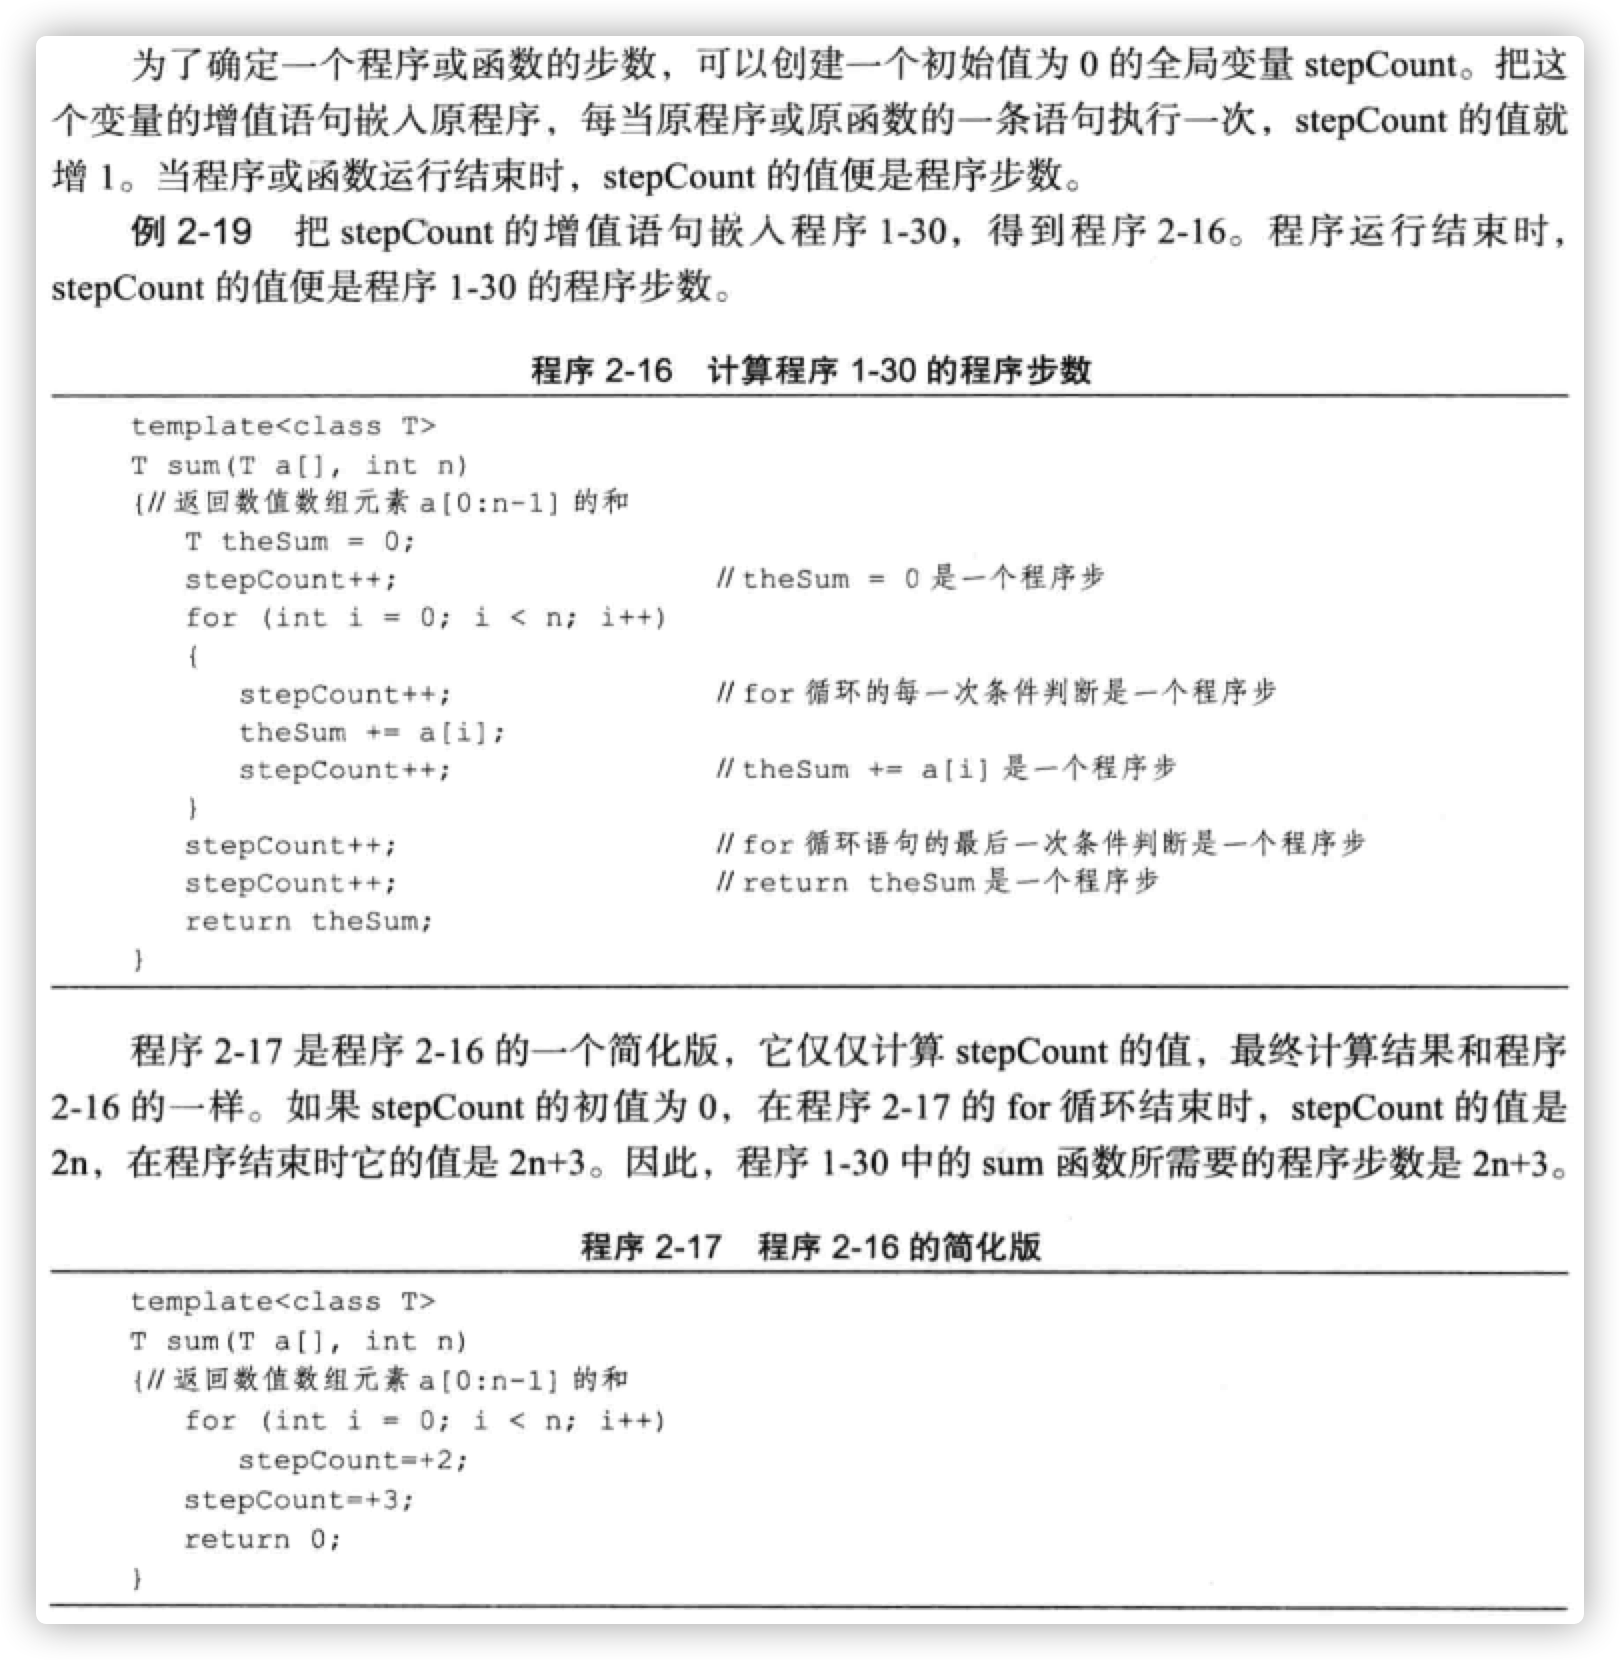 为了确定一个程序或函数的步数，可以创建一个初始值为 0 的全局变量 stepCount。把这
个变量的增值语句嵌入原程序，每当原程序或原函数的一条语句执行一次，stepCount 的值就
增 1。当程序或函数运行结束时，stepCount 的值便是程序步数。
例 2-19 把 stepCount 的增值语句嵌入程序 1-30，得到程序 2-16。程序运行结束时，
stepCount 的值便是程序 1-30 的程序步数。
程序 2-16 计算程序 1-30 的程序步数
template<class T>
T sum(T a[], int n)
{// 返回数值数组元素 a[0:n-1] 的和
T theSum = 0;
stepCount++; // theSum = 0 是一个程序步
for (int i = 0; i < n; i++)
{
stepCount++; // for 循环的每一次条件判断是一个程序步
theSum += a[i];
stepCount++; // theSum += a[i] 是一个程序步
}
stepCount++; // for 循环语句的最后一次条件判断是一个程序步
stepCount++; // return theSum 是一个程序步
return theSum;
}
程序 2-17 是程序 2-16 的一个简化版，它仅仅计算 stepCount 的值，最终计算结果和程序
2-16 的一样。如果 stepCount 的初值为 0，在程序 2-17 的 for 循环结束时，stepCount 的值是
2n，在程序结束时它的值是 2n+3。因此，程序 1-30 中的 sum 函数所需要的程序步数是 2n+3。
程序 2-17 程序 2-16 的简化版
template<class T>
T sum(T a[], int n)
{// 返回数值数组元素 a[0:n-1] 的和
for (int i = 0; i < n; i++)
stepCount=+2;
stepCount=+3;
return 0;
}